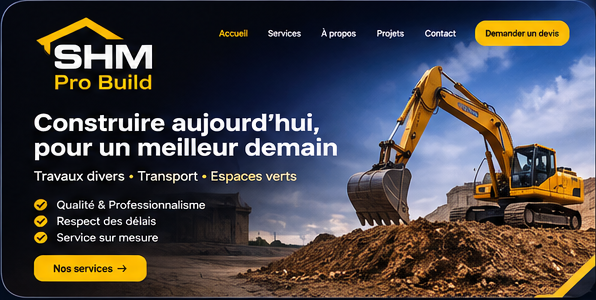 SHM
Pro Build
Accueil
Services
À propos
Projets
Contact
Demander un devis
Construire aujourd’hui,
pour un meilleur demain
Travaux divers • Transport • Espaces verts
Qualité & Professionnalisme
Respect des délais
Service sur mesure
Nos services →